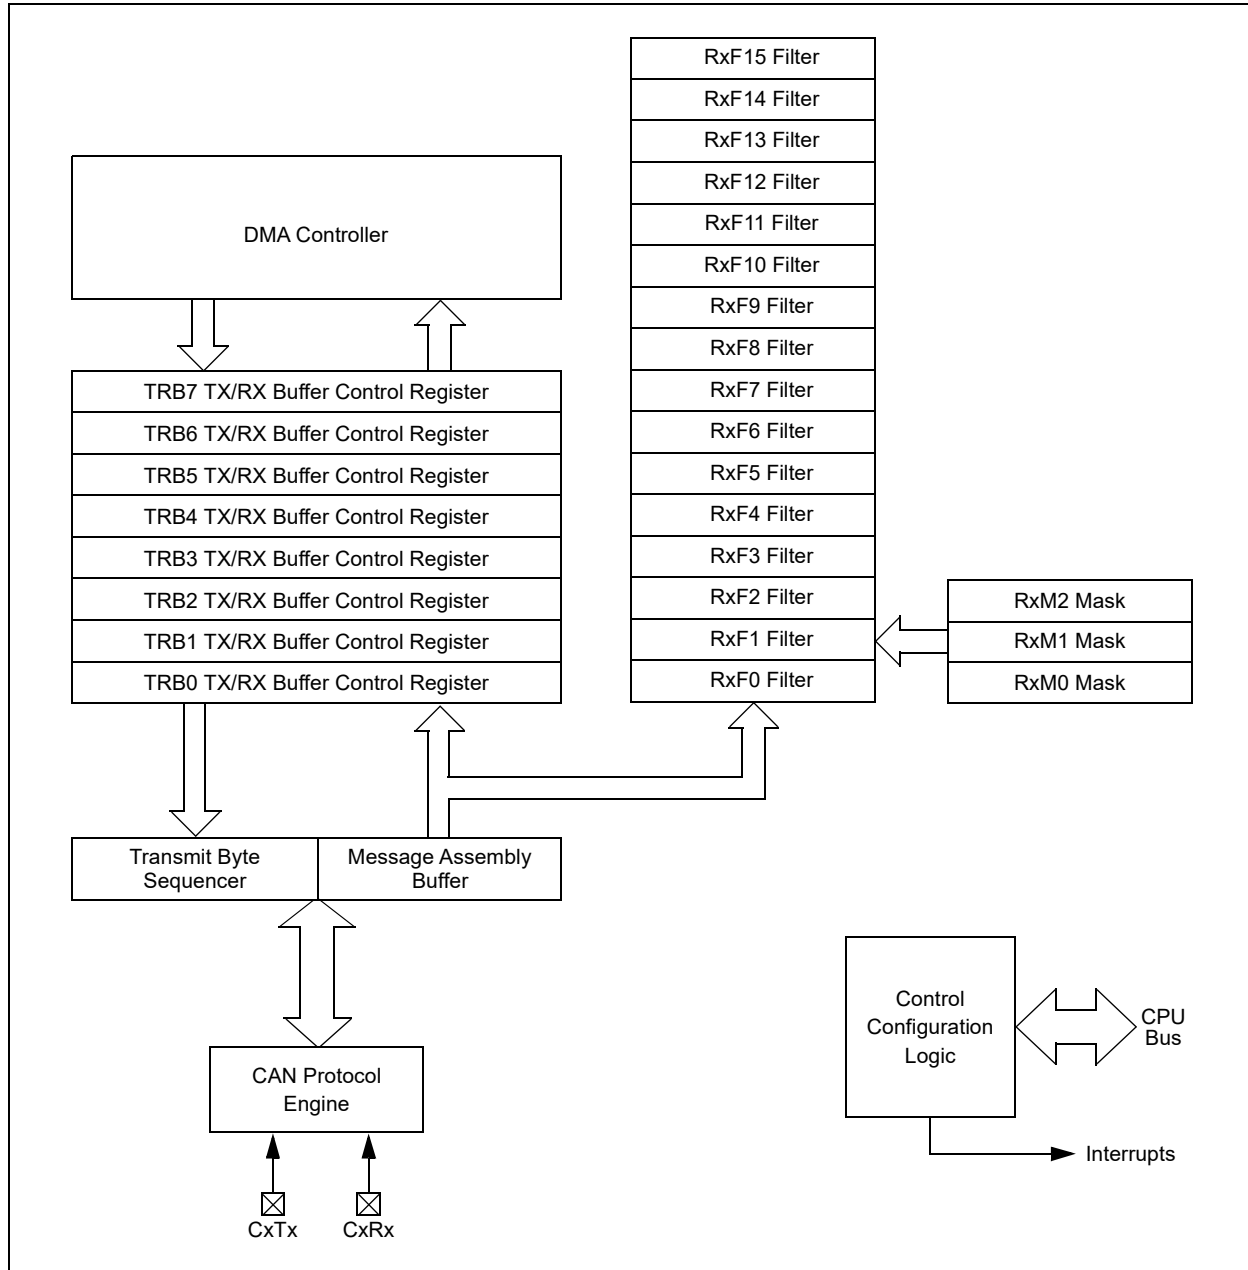 RxF15 Filter
RxF14 Filter
RxF13 Filter
RxF12 Filter
RxF11 Filter
RxF10 Filter
RxF9 Filter
RxF8 Filter
RxF7 Filter
RxF6 Filter
RxF5 Filter
RxF4 Filter
RxF3 Filter
RxF2 Filter
RxF1 Filter
RxF0 Filter
DMA Controller
TRB7 TX/RX Buffer Control Register
TRB6 TX/RX Buffer Control Register
TRB5 TX/RX Buffer Control Register
TRB4 TX/RX Buffer Control Register
TRB3 TX/RX Buffer Control Register
TRB2 TX/RX Buffer Control Register
TRB1 TX/RX Buffer Control Register
TRB0 TX/RX Buffer Control Register
RxM2 Mask
RxM1 Mask
RxM0 Mask
Transmit Byte
Sequencer
Message Assembly
Buffer
CAN Protocol
Engine
CxTx
CxRx
Control
Configuration
Logic
CPU
Bus
Interrupts